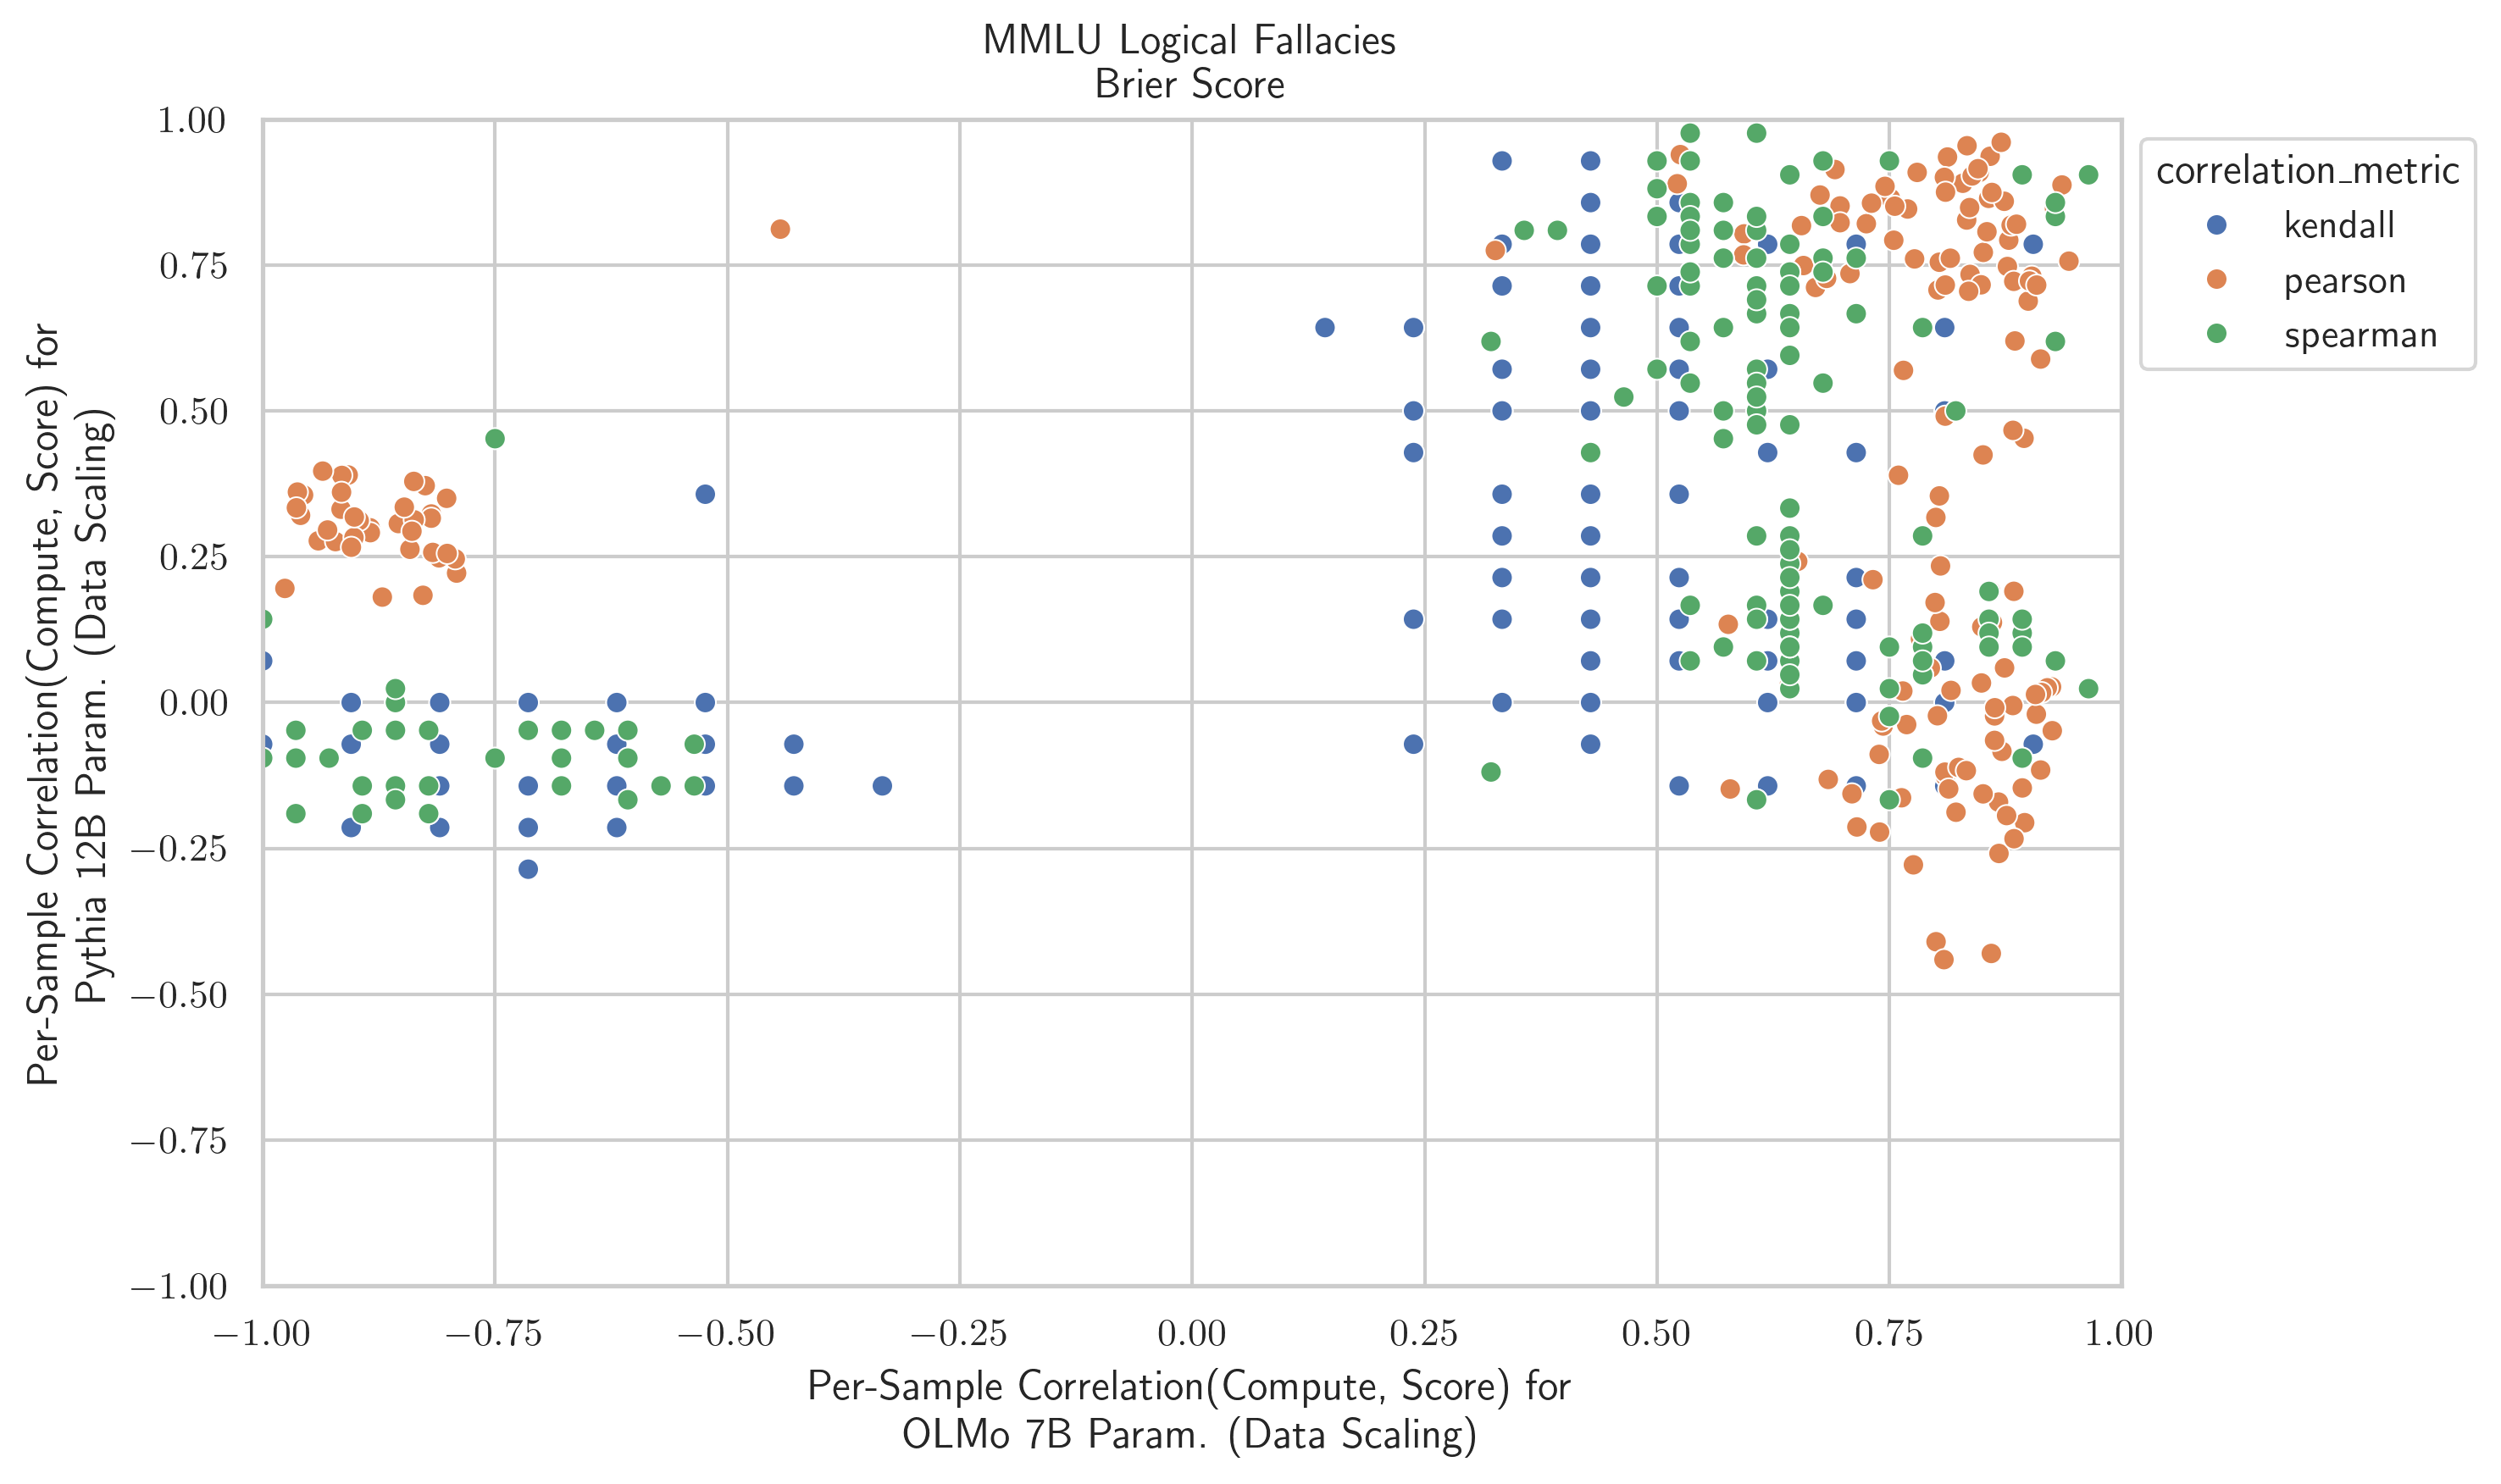 MMLU Logical Fallacies
Brier Score
Per-Sample Correlation(Compute, Score) for
Pythia 12B Param. (Data Scaling)
1.00
0.75
0.50
0.25
0.00
−0.25
−0.50
−0.75
−1.00
−1.00 −0.75 −0.50 −0.25 0.00 0.25 0.50 0.75 1.00
Per-Sample Correlation(Compute, Score) for
OLMo 7B Param. (Data Scaling)
correlation_metric
kendall
pearson
spearman